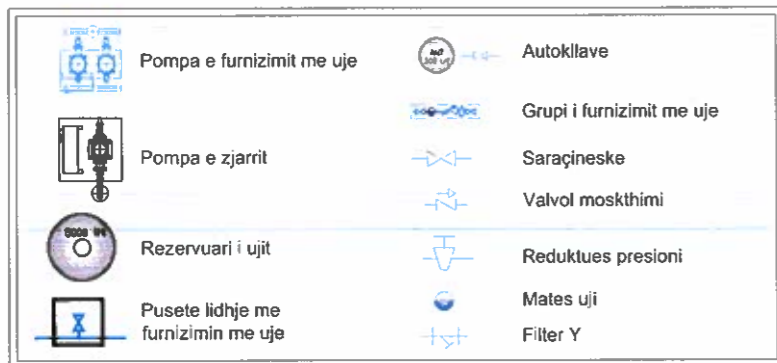 Pompa e furnizimit me uje
Pompa e zjarrit
Rezervuari i ujit
Pusete lidhje me
furnizimin me uje
Autokllave
Grupi i furnizimit me uje
Saraçineske
Valvol moskthimi
Reduktues presioni
Mates uji
Filter Y